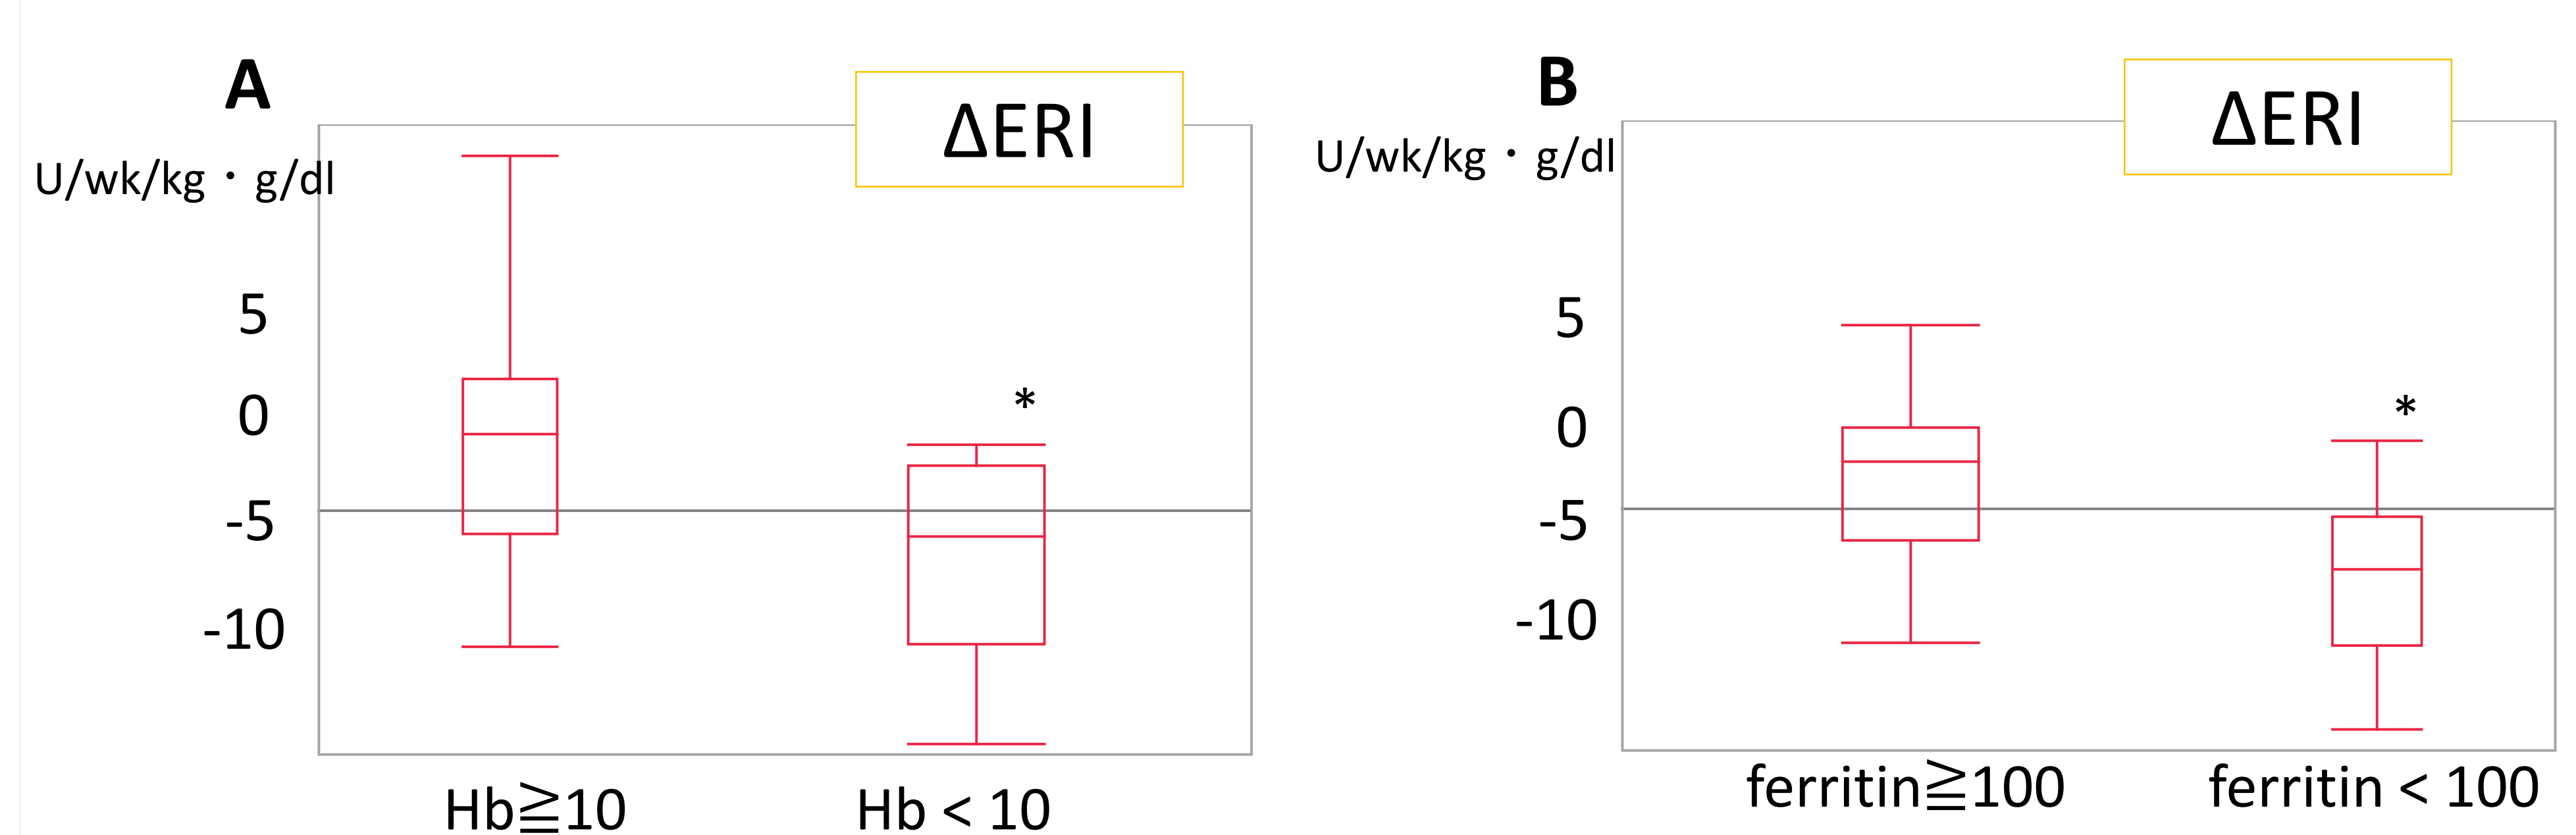 A
ΔERI
U/wk/kg・g/dl
5
0
*
-5
-10
Hb≧10
Hb < 10
B
ΔERI
U/wk/kg・g/dl
5
0
*
-5
-10
ferritin≧100
ferritin < 100